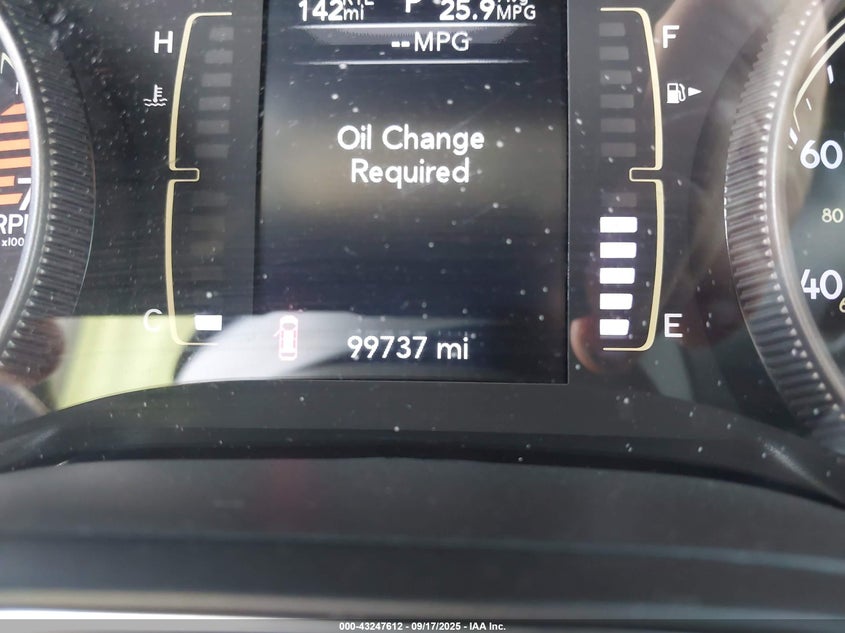 142mi P 25.9MPG
--MPG
H F
Oil Change
Required
60
80
40
x100
C E
99737 mi
000-43247612 - 09/17/2025 - IAA Inc.